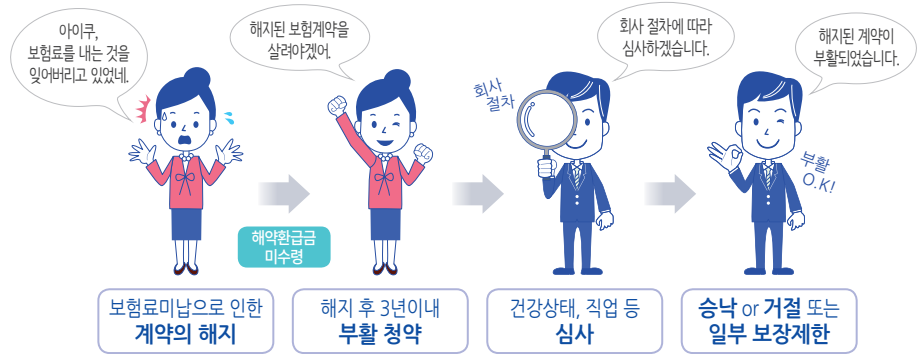 아이쿠,
보험료를 내는 것을
잊어버리고 있었네.
해지된 보험계약을
살려야겠어.
회사 절차에 따라
심사하겠습니다.
해지된 계약이
부활되었습니다.
회사
절차
부활
O.K!
해약환급금
미수령
보험료미납으로 인한
계약의 해지
해지 후 3년이내
부활 청약
건강상태, 직업 등
심사
승낙 or 거절 또는
일부 보장제한